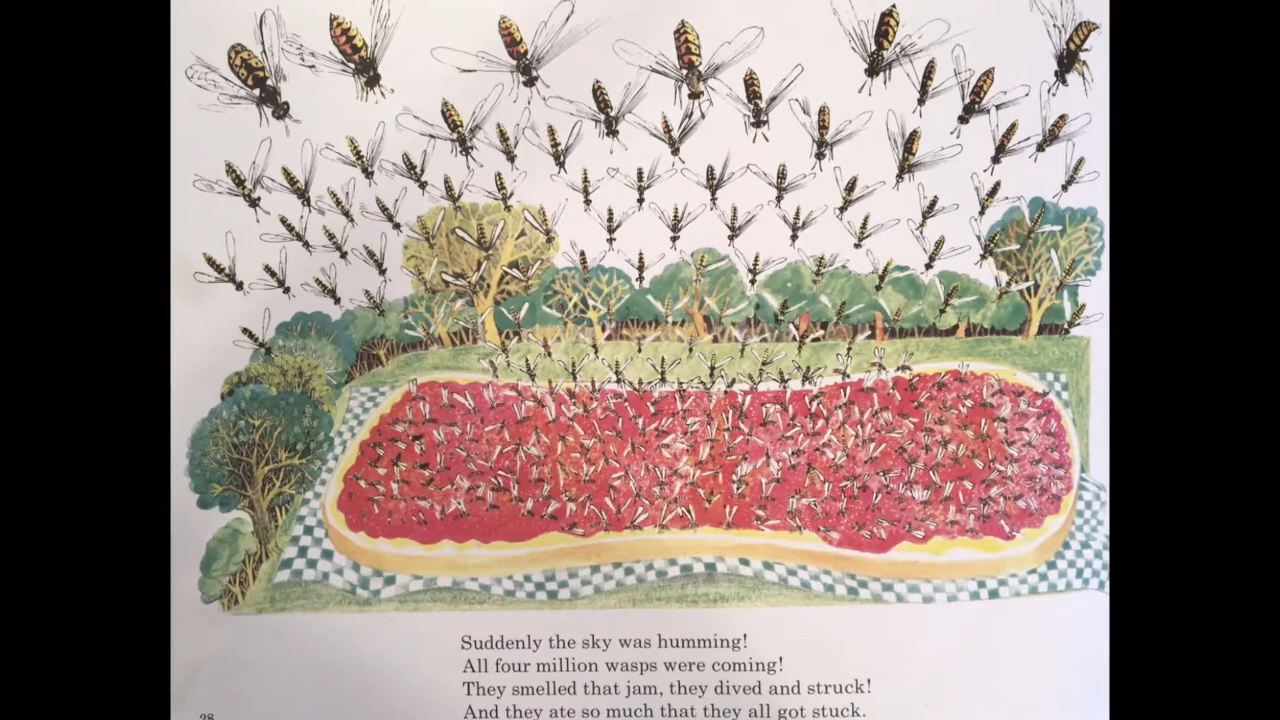 Suddenly the sky was humming!
All four million wasps were coming!
They smelled that jam, they dived and struck!
And they ate so much that they all got stuck.
28